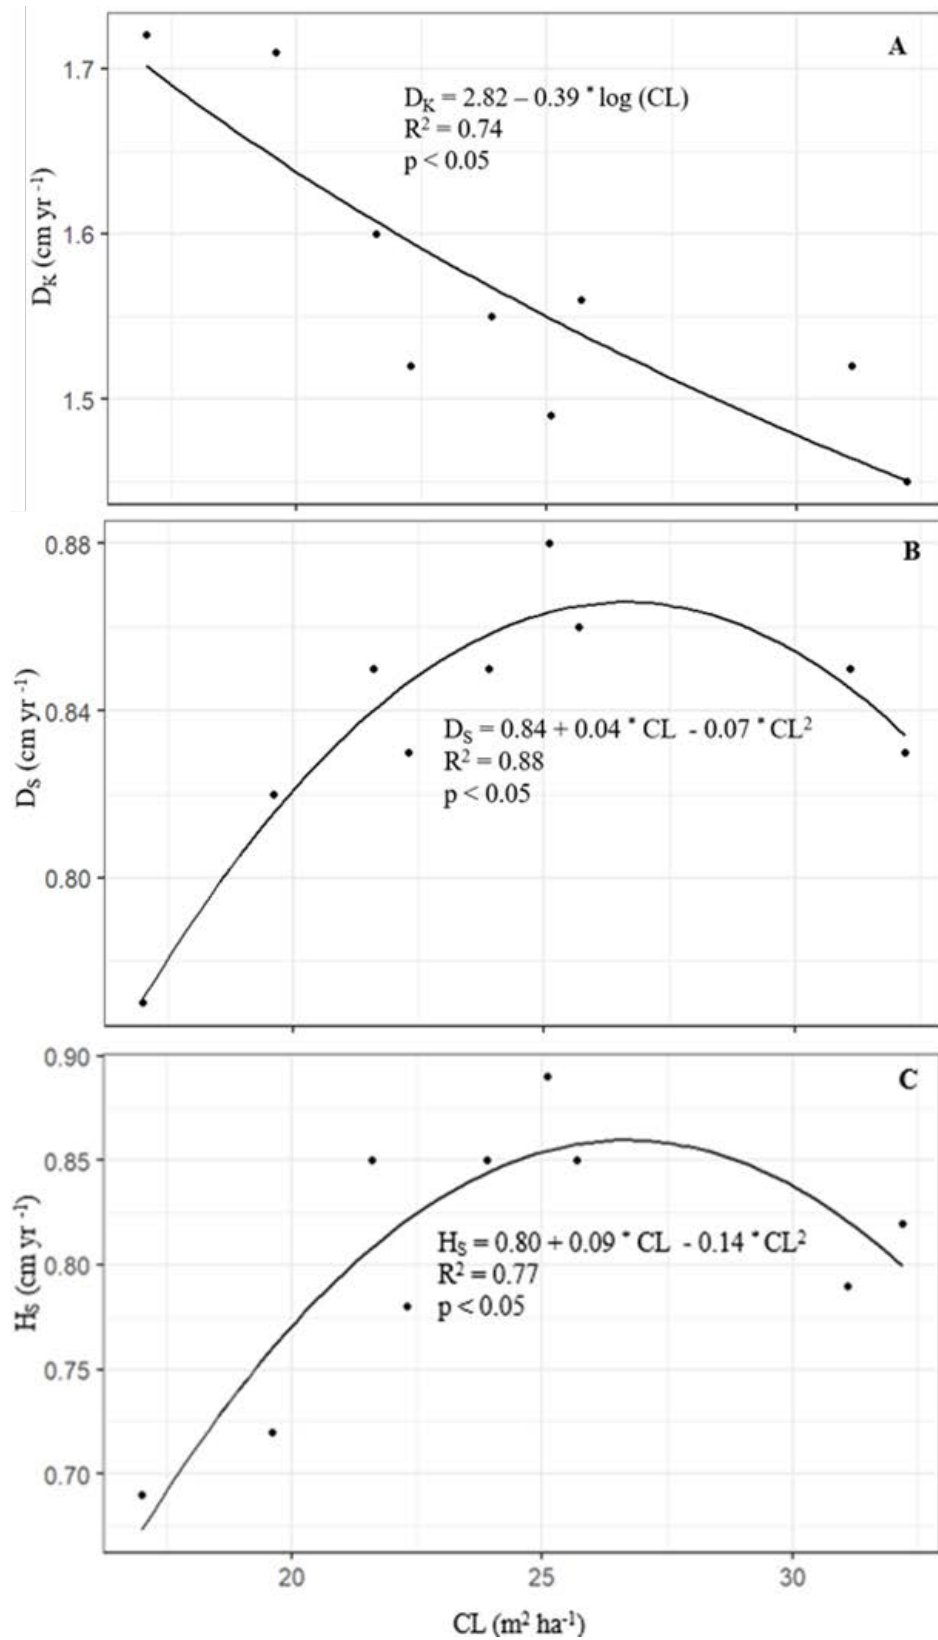 A
D_K (cm yr⁻¹)
1.7
1.6
1.5
D_K = 2.82 – 0.39 * log (CL)
R² = 0.74
p < 0.05
B
D_S (cm yr⁻¹)
0.88
0.84
0.80
D_S = 0.84 + 0.04 * CL - 0.07 * CL²
R² = 0.88
p < 0.05
C
H_S (cm yr⁻¹)
0.90
0.85
0.80
0.75
0.70
H_S = 0.80 + 0.09 * CL - 0.14 * CL²
R² = 0.77
p < 0.05
20 25 30
CL (m² ha⁻¹)